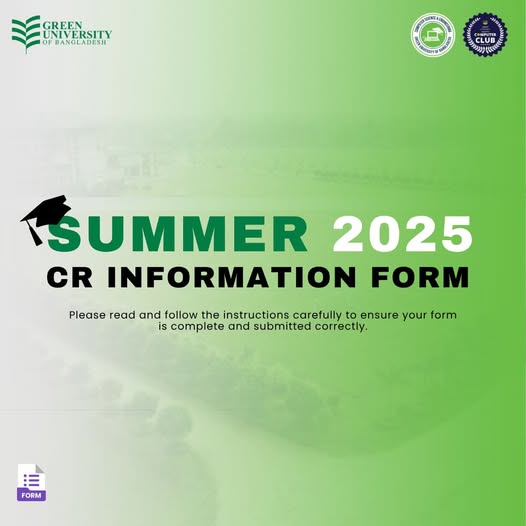 GREEN
UNIVERSITY
OF BANGLADESH
COMPUTER
CLUB
SUMMER 2025
CR INFORMATION FORM
Please read and follow the instructions carefully to ensure your form
is complete and submitted correctly.
FORM